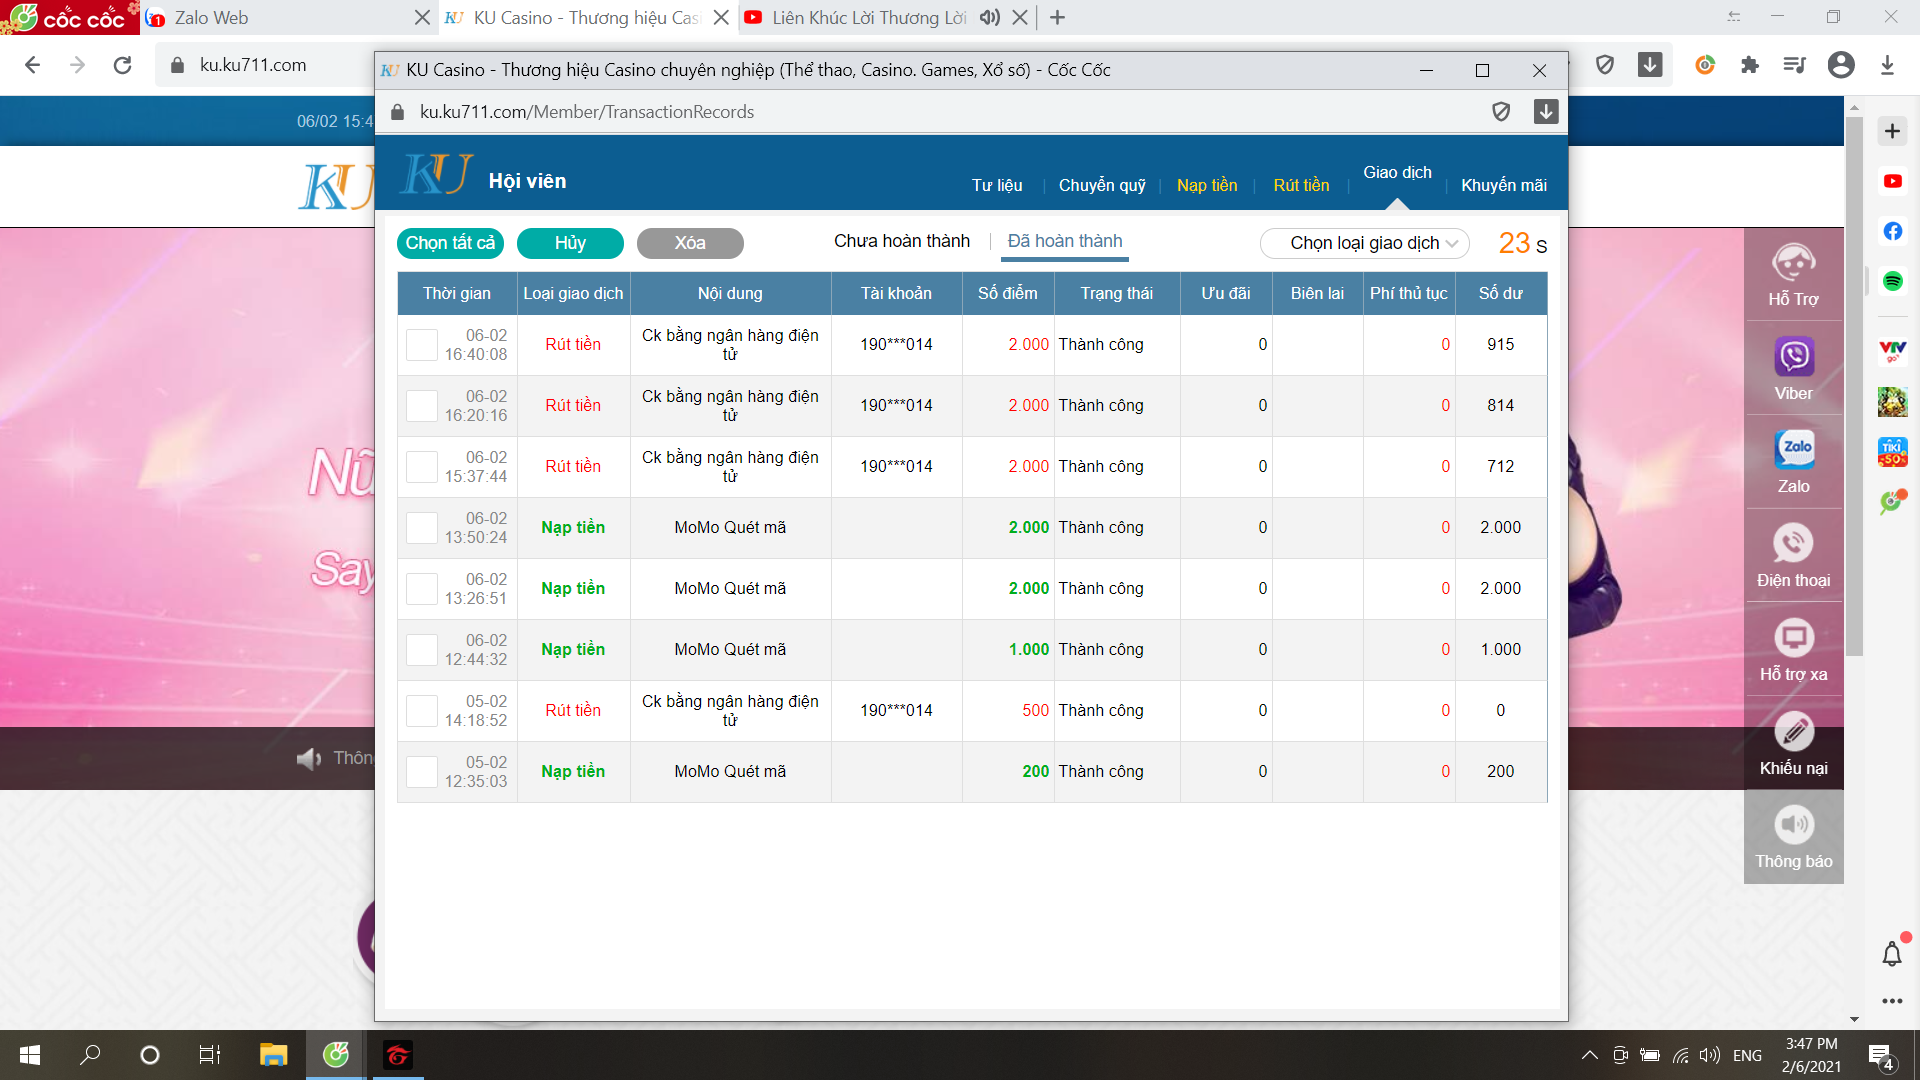 cốc cốc
1
Zalo Web
KU Casino - Thương hiệu Cas
Liên Khúc Lời Thương Lời
ku.ku711.com
KU Casino - Thương hiệu Casino chuyên nghiệp (Thể thao, Casino. Games, Xổ số) - Cốc Cốc
ku.ku711.com/Member/TransactionRecords
06/02 15:4
KU
KU Hội viên
Tư liệu
Chuyển quỹ
Nạp tiền
Rút tiền
Giao dịch
Khuyến mãi
Chọn tất cả
Hủy
Xóa
Chưa hoàn thành
Đã hoàn thành
Chọn loại giao dịch
23 s
Thời gian Loại giao dịch Nội dung Tài khoản Số điểm Trạng thái Ưu đãi Biên lai Phí thủ tục Số dư
06-02 16:40:08 Rút tiền Ck bằng ngân hàng điện tử 190***014 2.000 Thành công 0 0 915
06-02 16:20:16 Rút tiền Ck bằng ngân hàng điện tử 190***014 2.000 Thành công 0 0 814
06-02 15:37:44 Rút tiền Ck bằng ngân hàng điện tử 190***014 2.000 Thành công 0 0 712
06-02 13:50:24 Nạp tiền MoMo Quét mã 2.000 Thành công 0 0 2.000
06-02 13:26:51 Nạp tiền MoMo Quét mã 2.000 Thành công 0 0 2.000
06-02 12:44:32 Nạp tiền MoMo Quét mã 1.000 Thành công 0 0 1.000
05-02 14:18:52 Rút tiền Ck bằng ngân hàng điện tử 190***014 500 Thành công 0 0 0
05-02 12:35:03 Nạp tiền MoMo Quét mã 200 Thành công 0 0 200
Nữ
Say
Thôn
Hỗ Trợ
Viber
Zalo
Zalo
Điện thoại
Hỗ trợ xa
Khiếu nại
Thông báo
VTV
go
TIKI
ENG
3:47 PM
2/6/2021
4